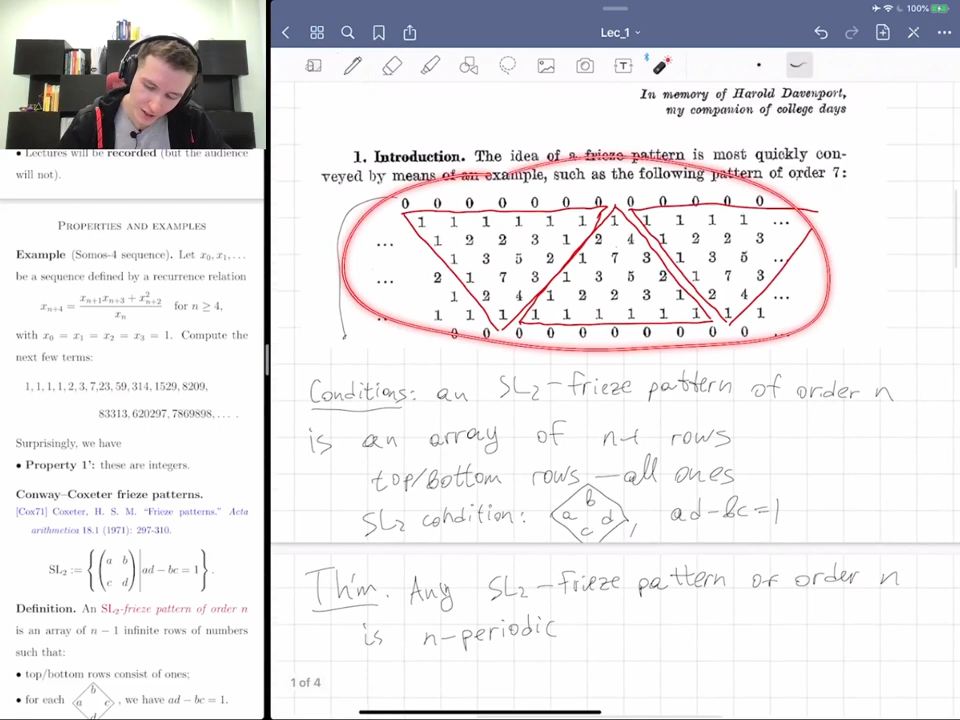 • Lectures will be recorded (but the audience
will not).
PROPERTIES AND EXAMPLES
Example (Somos-4 sequence). Let x₀, x₁, . . .
be a sequence defined by a recurrence relation
xₙ₊₄ = (xₙ₊₁xₙ₊₃ + x²ₙ₊₂)/xₙ for n ≥ 4,
with x₀ = x₁ = x₂ = x₃ = 1. Compute the
next few terms:
1, 1, 1, 1, 2, 3, 7, 23, 59, 314, 1529, 8209,
83313, 620297, 7869898, . . .
Surprisingly, we have
• Property 1': these are integers.
Conway–Coxeter frieze patterns.
[Cox71] Coxeter, H. S. M. “Frieze patterns.” Acta
arithmetica 18.1 (1971): 297-310.
SL₂ := { ( a b c d ) | ad − bc = 1 } .
Definition. An SL₂-frieze pattern of order n
is an array of n − 1 infinite rows of numbers
such that:
• top/bottom rows consist of ones;
• for each a b c d , we have ad − bc = 1.
100%
Lec_1
In memory of Harold Davenport,
my companion of college days
1. Introduction. The idea of a frieze pattern is most quickly con-
veyed by means of an example, such as the following pattern of order 7:
0 0 0 0 0 0 0 0 0 0 0 0
1 1 1 1 1 1 1 1 1 1 1 ...
... 1 2 2 3 1 2 4 1 2 2 3
1 3 5 2 1 7 3 1 3 5 ...
... 2 1 7 3 1 3 5 2 1 7 3
1 2 4 1 2 2 3 1 2 4 ...
1 1 1 1 1 1 1 1 1 1 1
0 0 0 0 0 0 0 0 0 0
Conditions: an SL₂-frieze pattern of order n
is an array of n-1 rows
top/bottom rows — all ones
SL₂ condition: a b c d , ad-bc=1
Thm. Any SL₂-frieze pattern of order n
is n-periodic
1 of 4